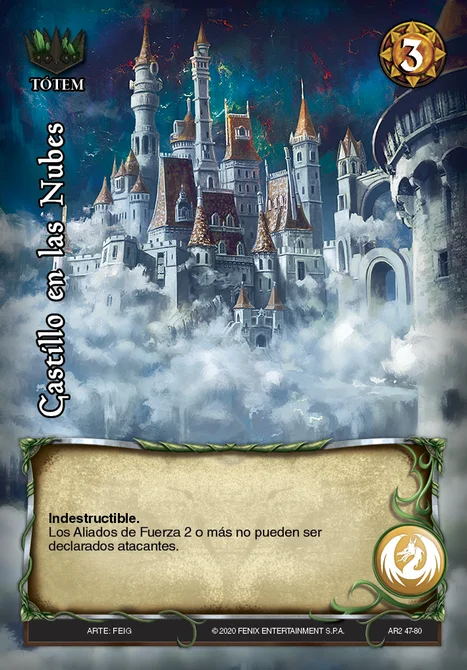 3
TÓTEM
Castillo en las Nubes
Indestructible.
Los Aliados de Fuerza 2 o más no pueden ser
declarados atacantes.
ARTE: FEIG
© 2020 FENIX ENTERTAINMENT S.P.A.
AR2 47-80